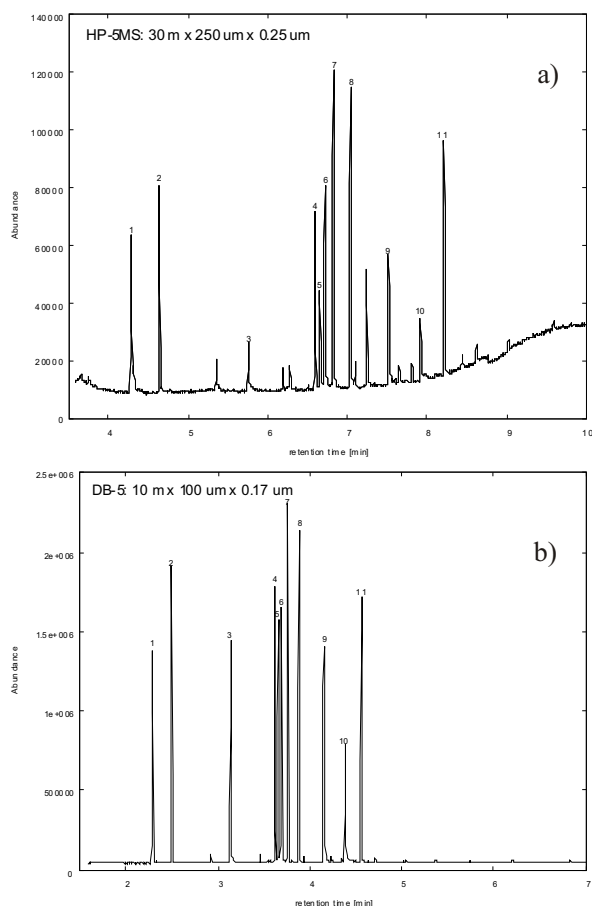 140000
HP-5MS: 30 m x 250 um x 0.25 um
a)
7
120000
8
11
100000
2
6
80000
4
1
5
9
60000
Abundance
40000
3
10
20000
0
4 5 6 7 8 9 10
retention time [min]
2.5e+006
DB-5: 10 m x 100 um x 0.17 um
b)
7
8
2e+006
2
4
11
6
5
1
3
9
1.5e+006
Abundance
1e+006
10
500000
0
2 3 4 5 6 7
retention time [min]